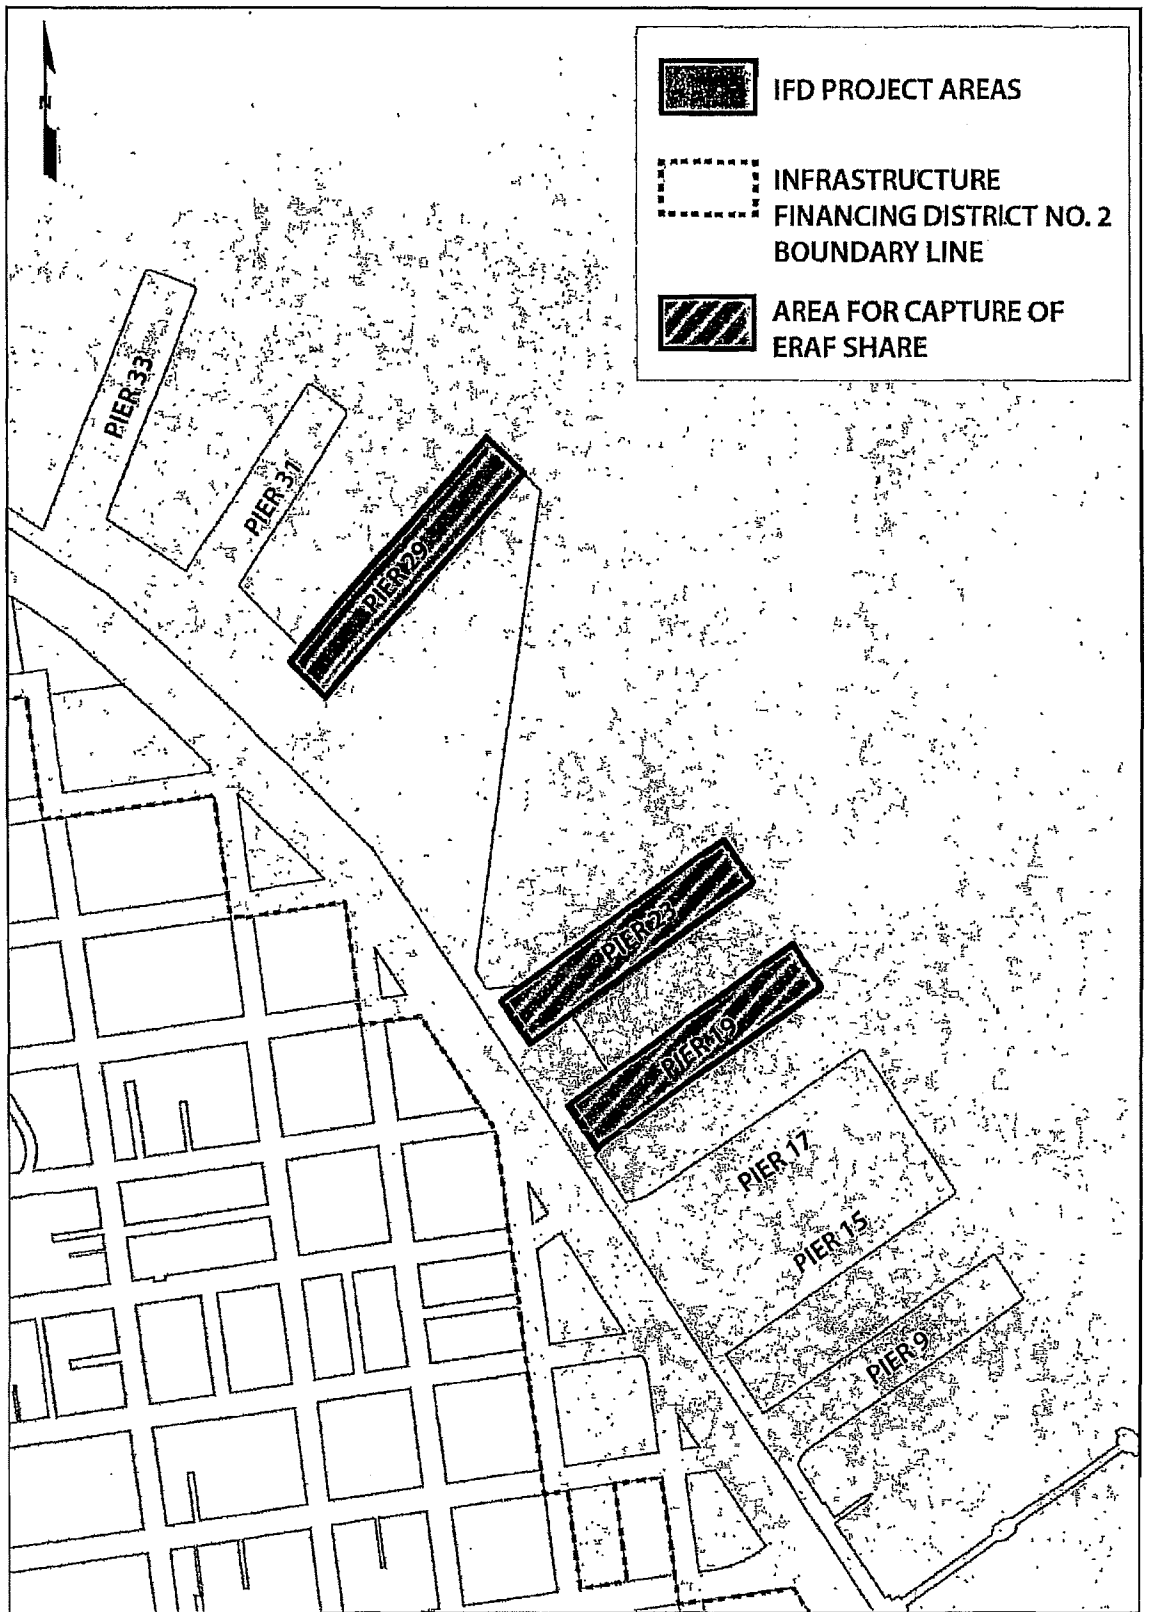 N
IFD PROJECT AREAS
INFRASTRUCTURE
FINANCING DISTRICT NO. 2
BOUNDARY LINE
AREA FOR CAPTURE OF
ERAF SHARE
PIER 33
PIER 31
PIER 29
PIER 23
PIER 19
PIER 17
PIER 15
PIER 9